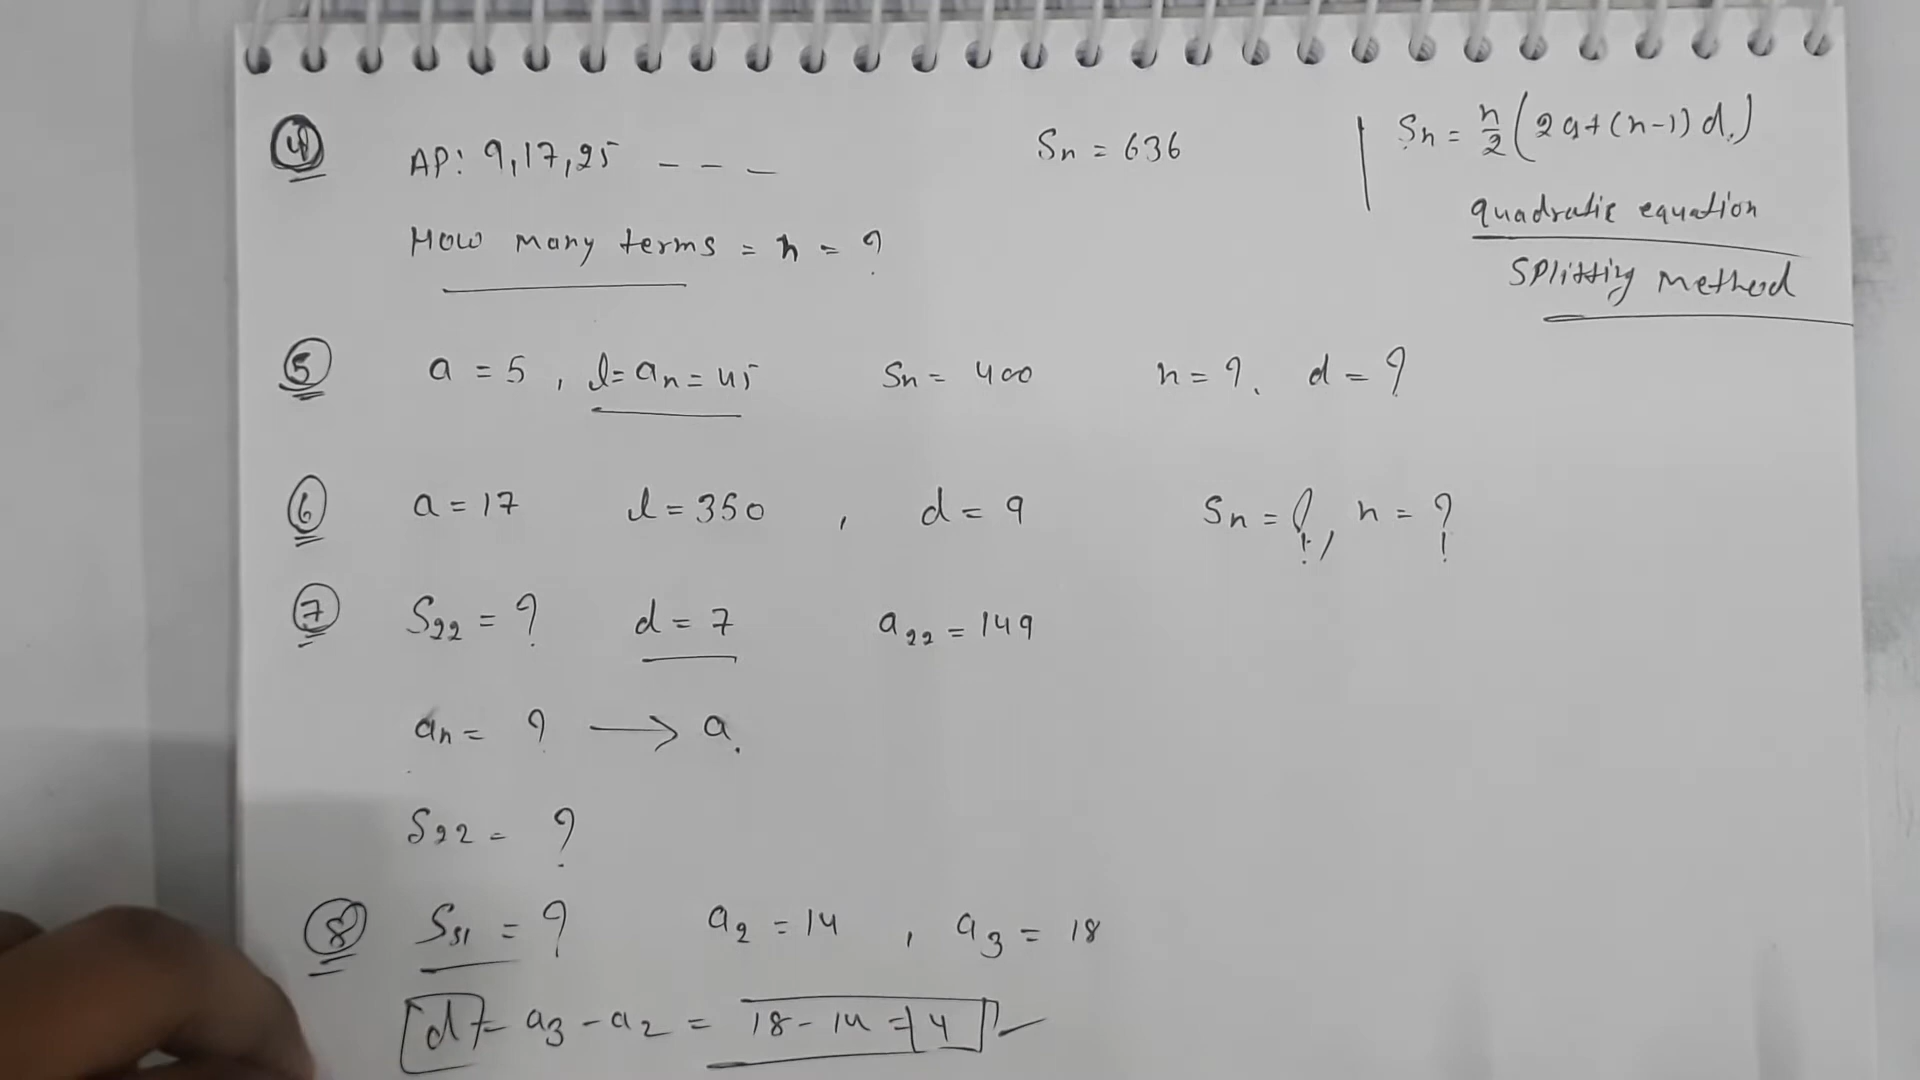 ④ AP: 9,17,25 - - - Sn = 636 Sn = n/2 (2a+(n-1)d.)
quadratic equation
How many terms = n = ?
Splitting Method
⑤ a = 5 , l=an=45 Sn = 400 n=?. d=?
⑥ a=17 l=350 , d=9 Sn=?, n=?
⑦ S22 = ? d=7 a22 = 149
an = ? → a.
S22 = ?
⑧ S51 = ? a2 = 14 , a3 = 18
d = a3-a2 = 18-14 = 4